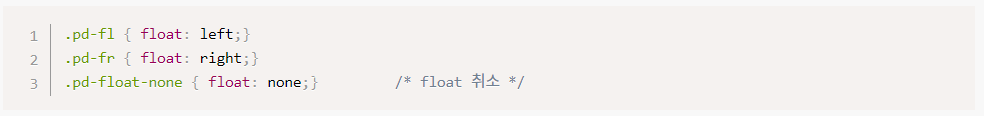 1 .pd-fl { float: left;}
2 .pd-fr { float: right;}
3 .pd-float-none { float: none;} /* float 취소 */